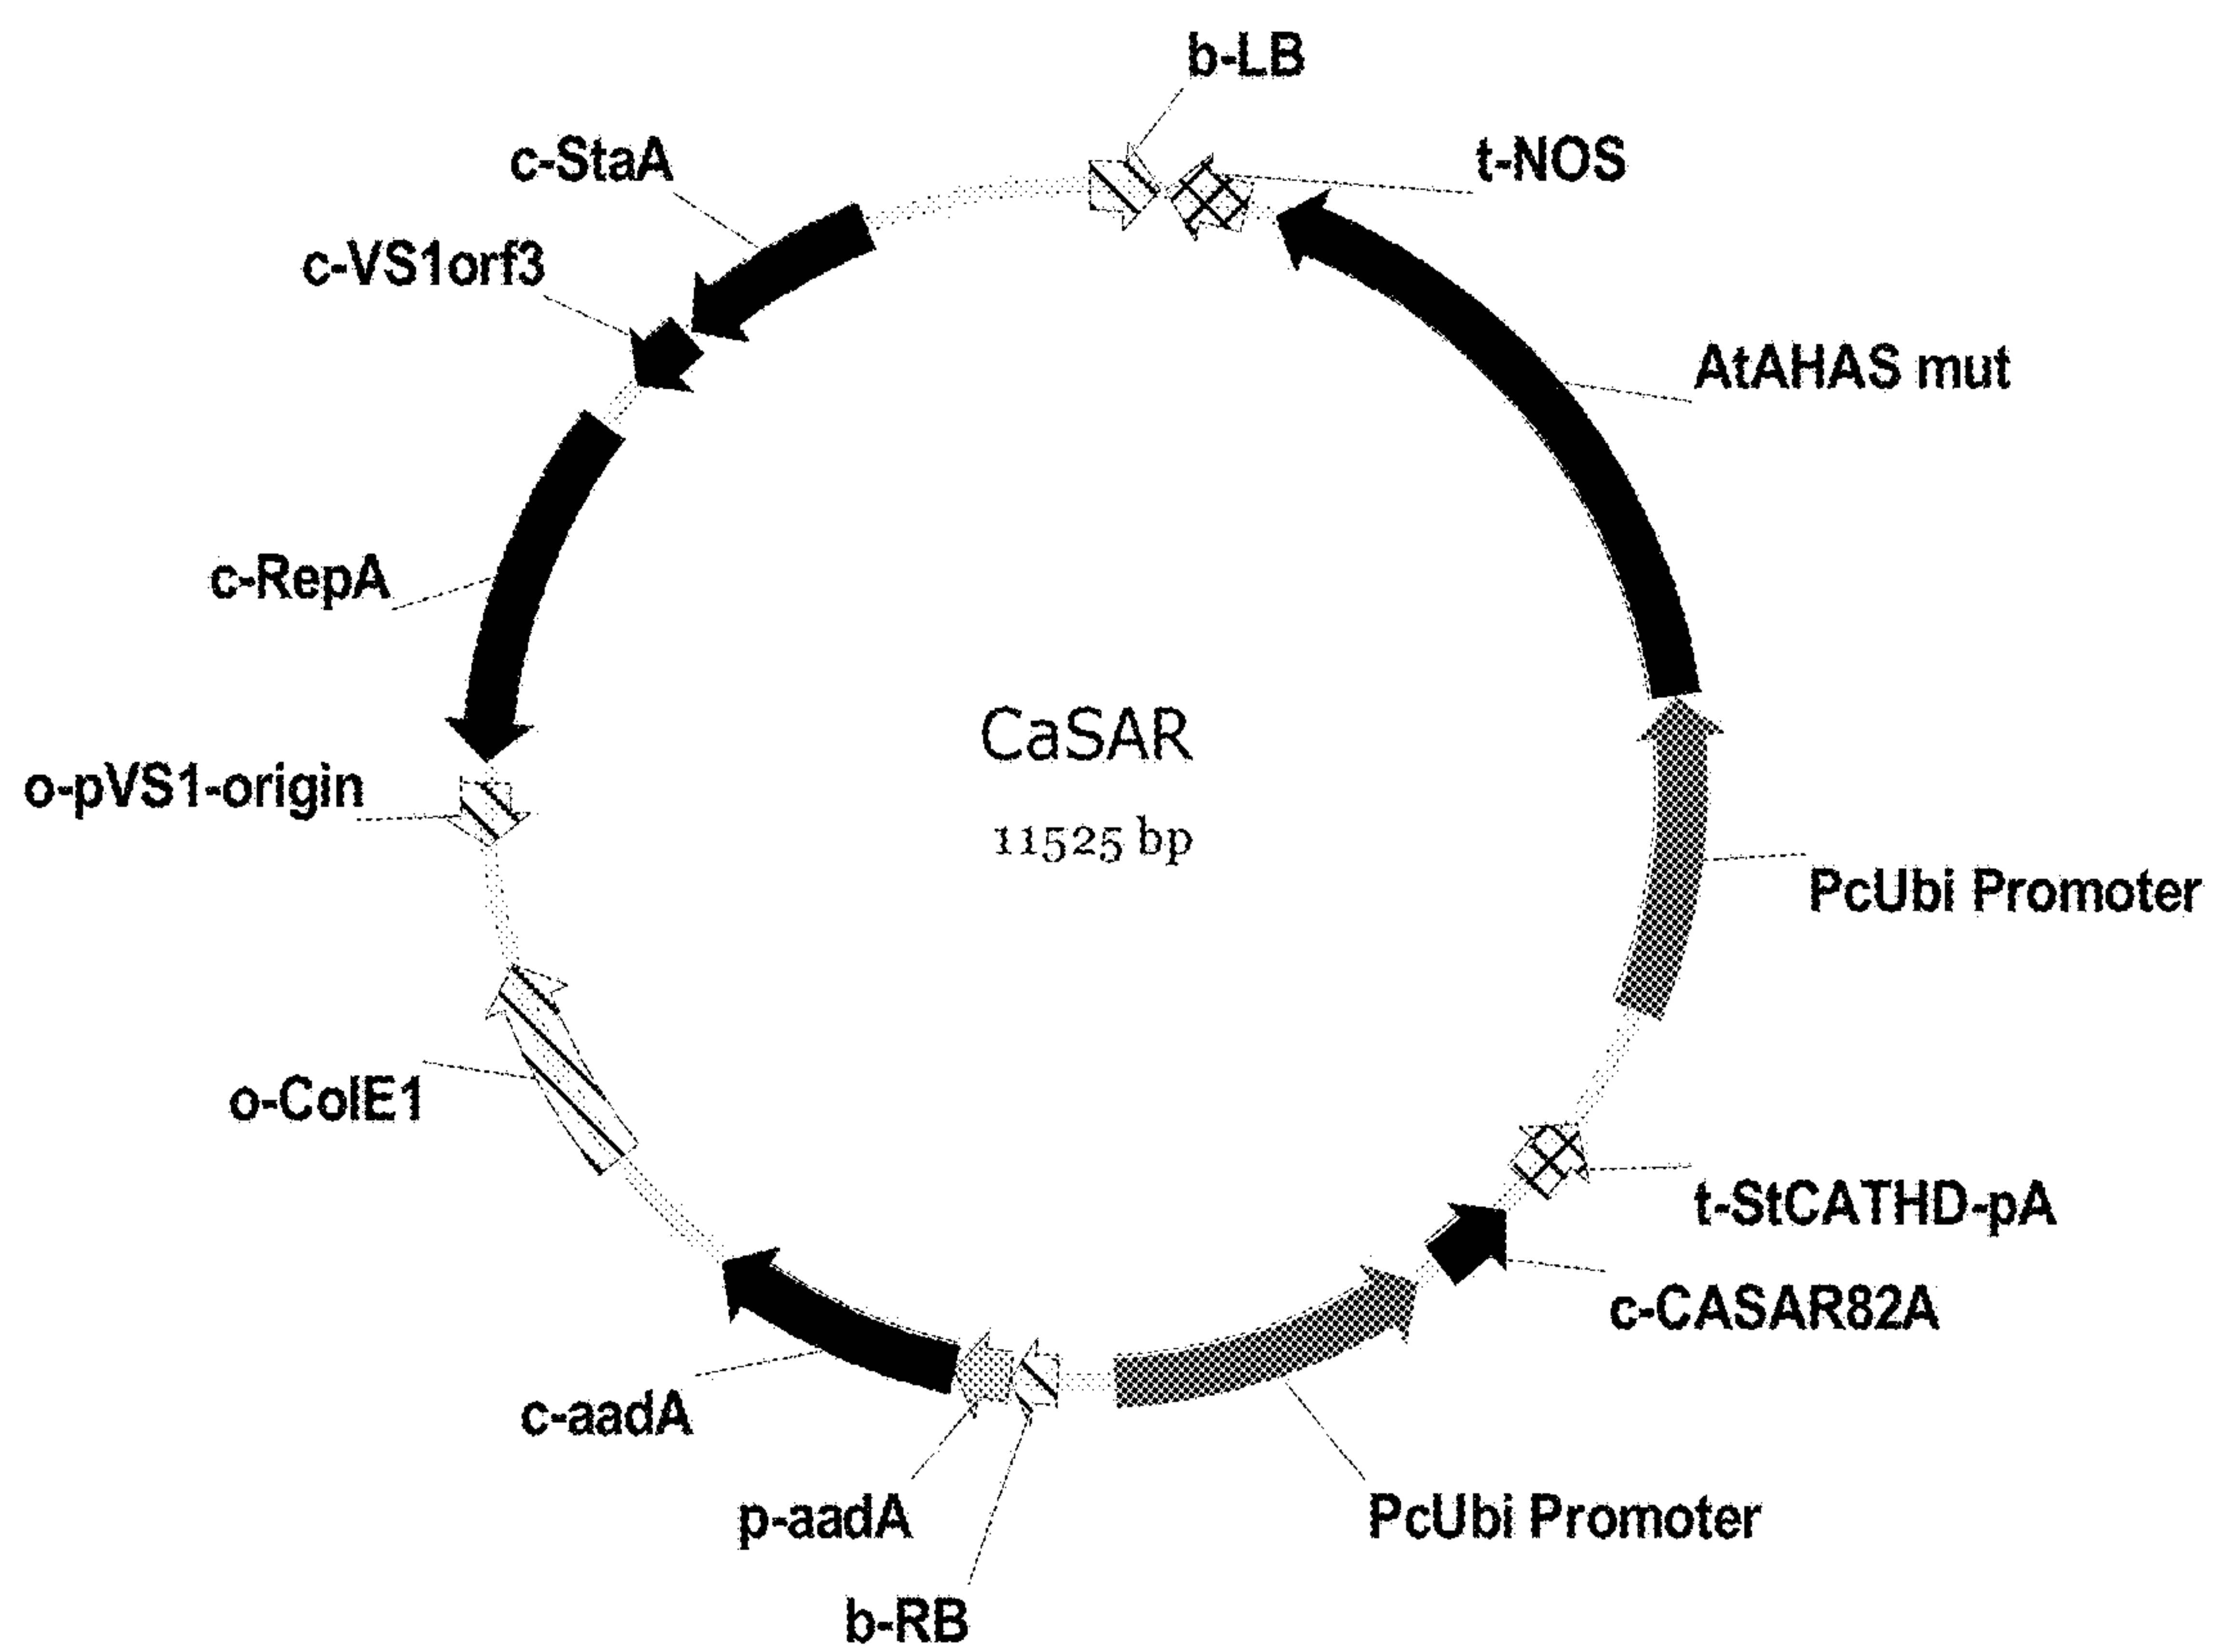 b-LB
c-StaA
t-NOS
c-VS1orf3
AtAHAS mut
c-RepA
CaSAR
o-pVS1-origin
11525 bp
PcUbi Promoter
o-ColE1
t-StCATHD-pA
c-CASAR82A
c-aadA
p-aadA
PcUbi Promoter
b-RB